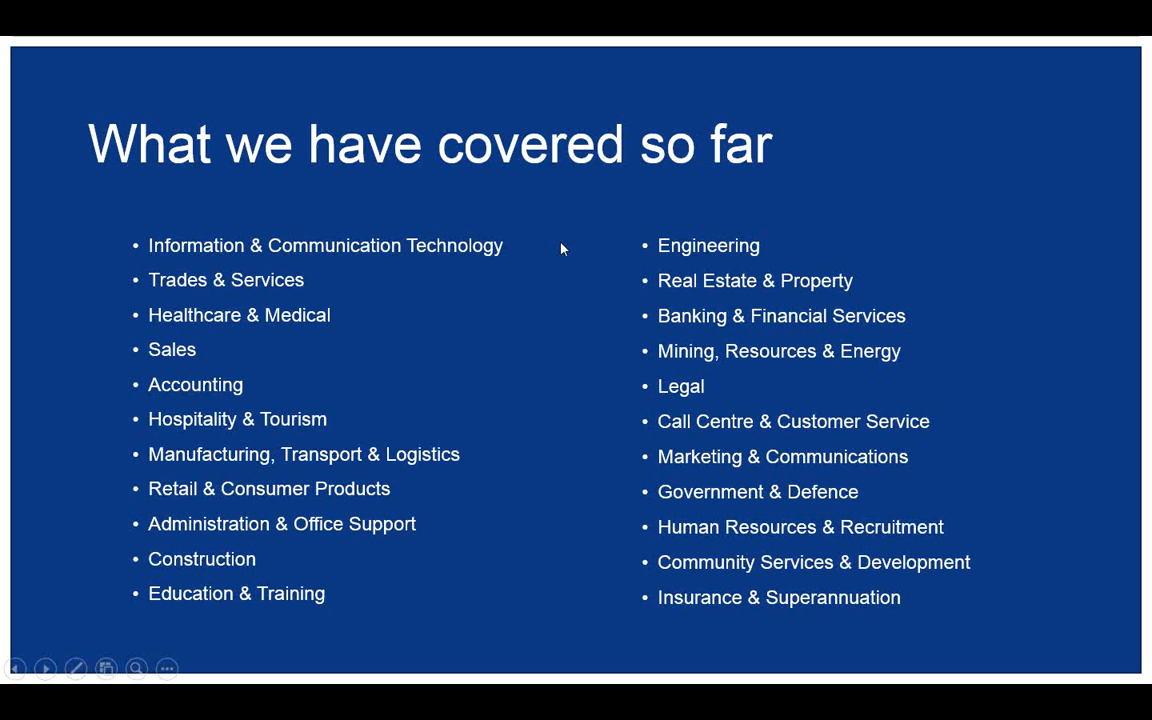 What we have covered so far
• Information & Communication Technology
• Trades & Services
• Healthcare & Medical
• Sales
• Accounting
• Hospitality & Tourism
• Manufacturing, Transport & Logistics
• Retail & Consumer Products
• Administration & Office Support
• Construction
• Education & Training
• Engineering
• Real Estate & Property
• Banking & Financial Services
• Mining, Resources & Energy
• Legal
• Call Centre & Customer Service
• Marketing & Communications
• Government & Defence
• Human Resources & Recruitment
• Community Services & Development
• Insurance & Superannuation